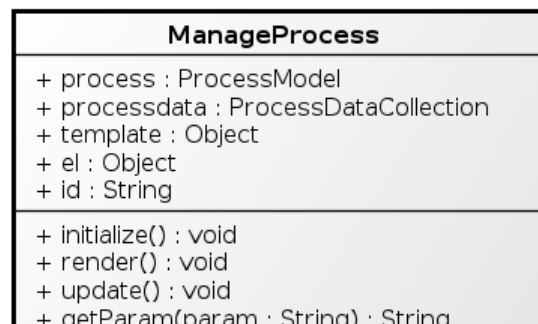 ManageProcess
+ process : ProcessModel
+ processdata : ProcessDataCollection
+ template : Object
+ el : Object
+ id : String
+ initialize() : void
+ render() : void
+ update() : void
+ getParam(param : String) : String